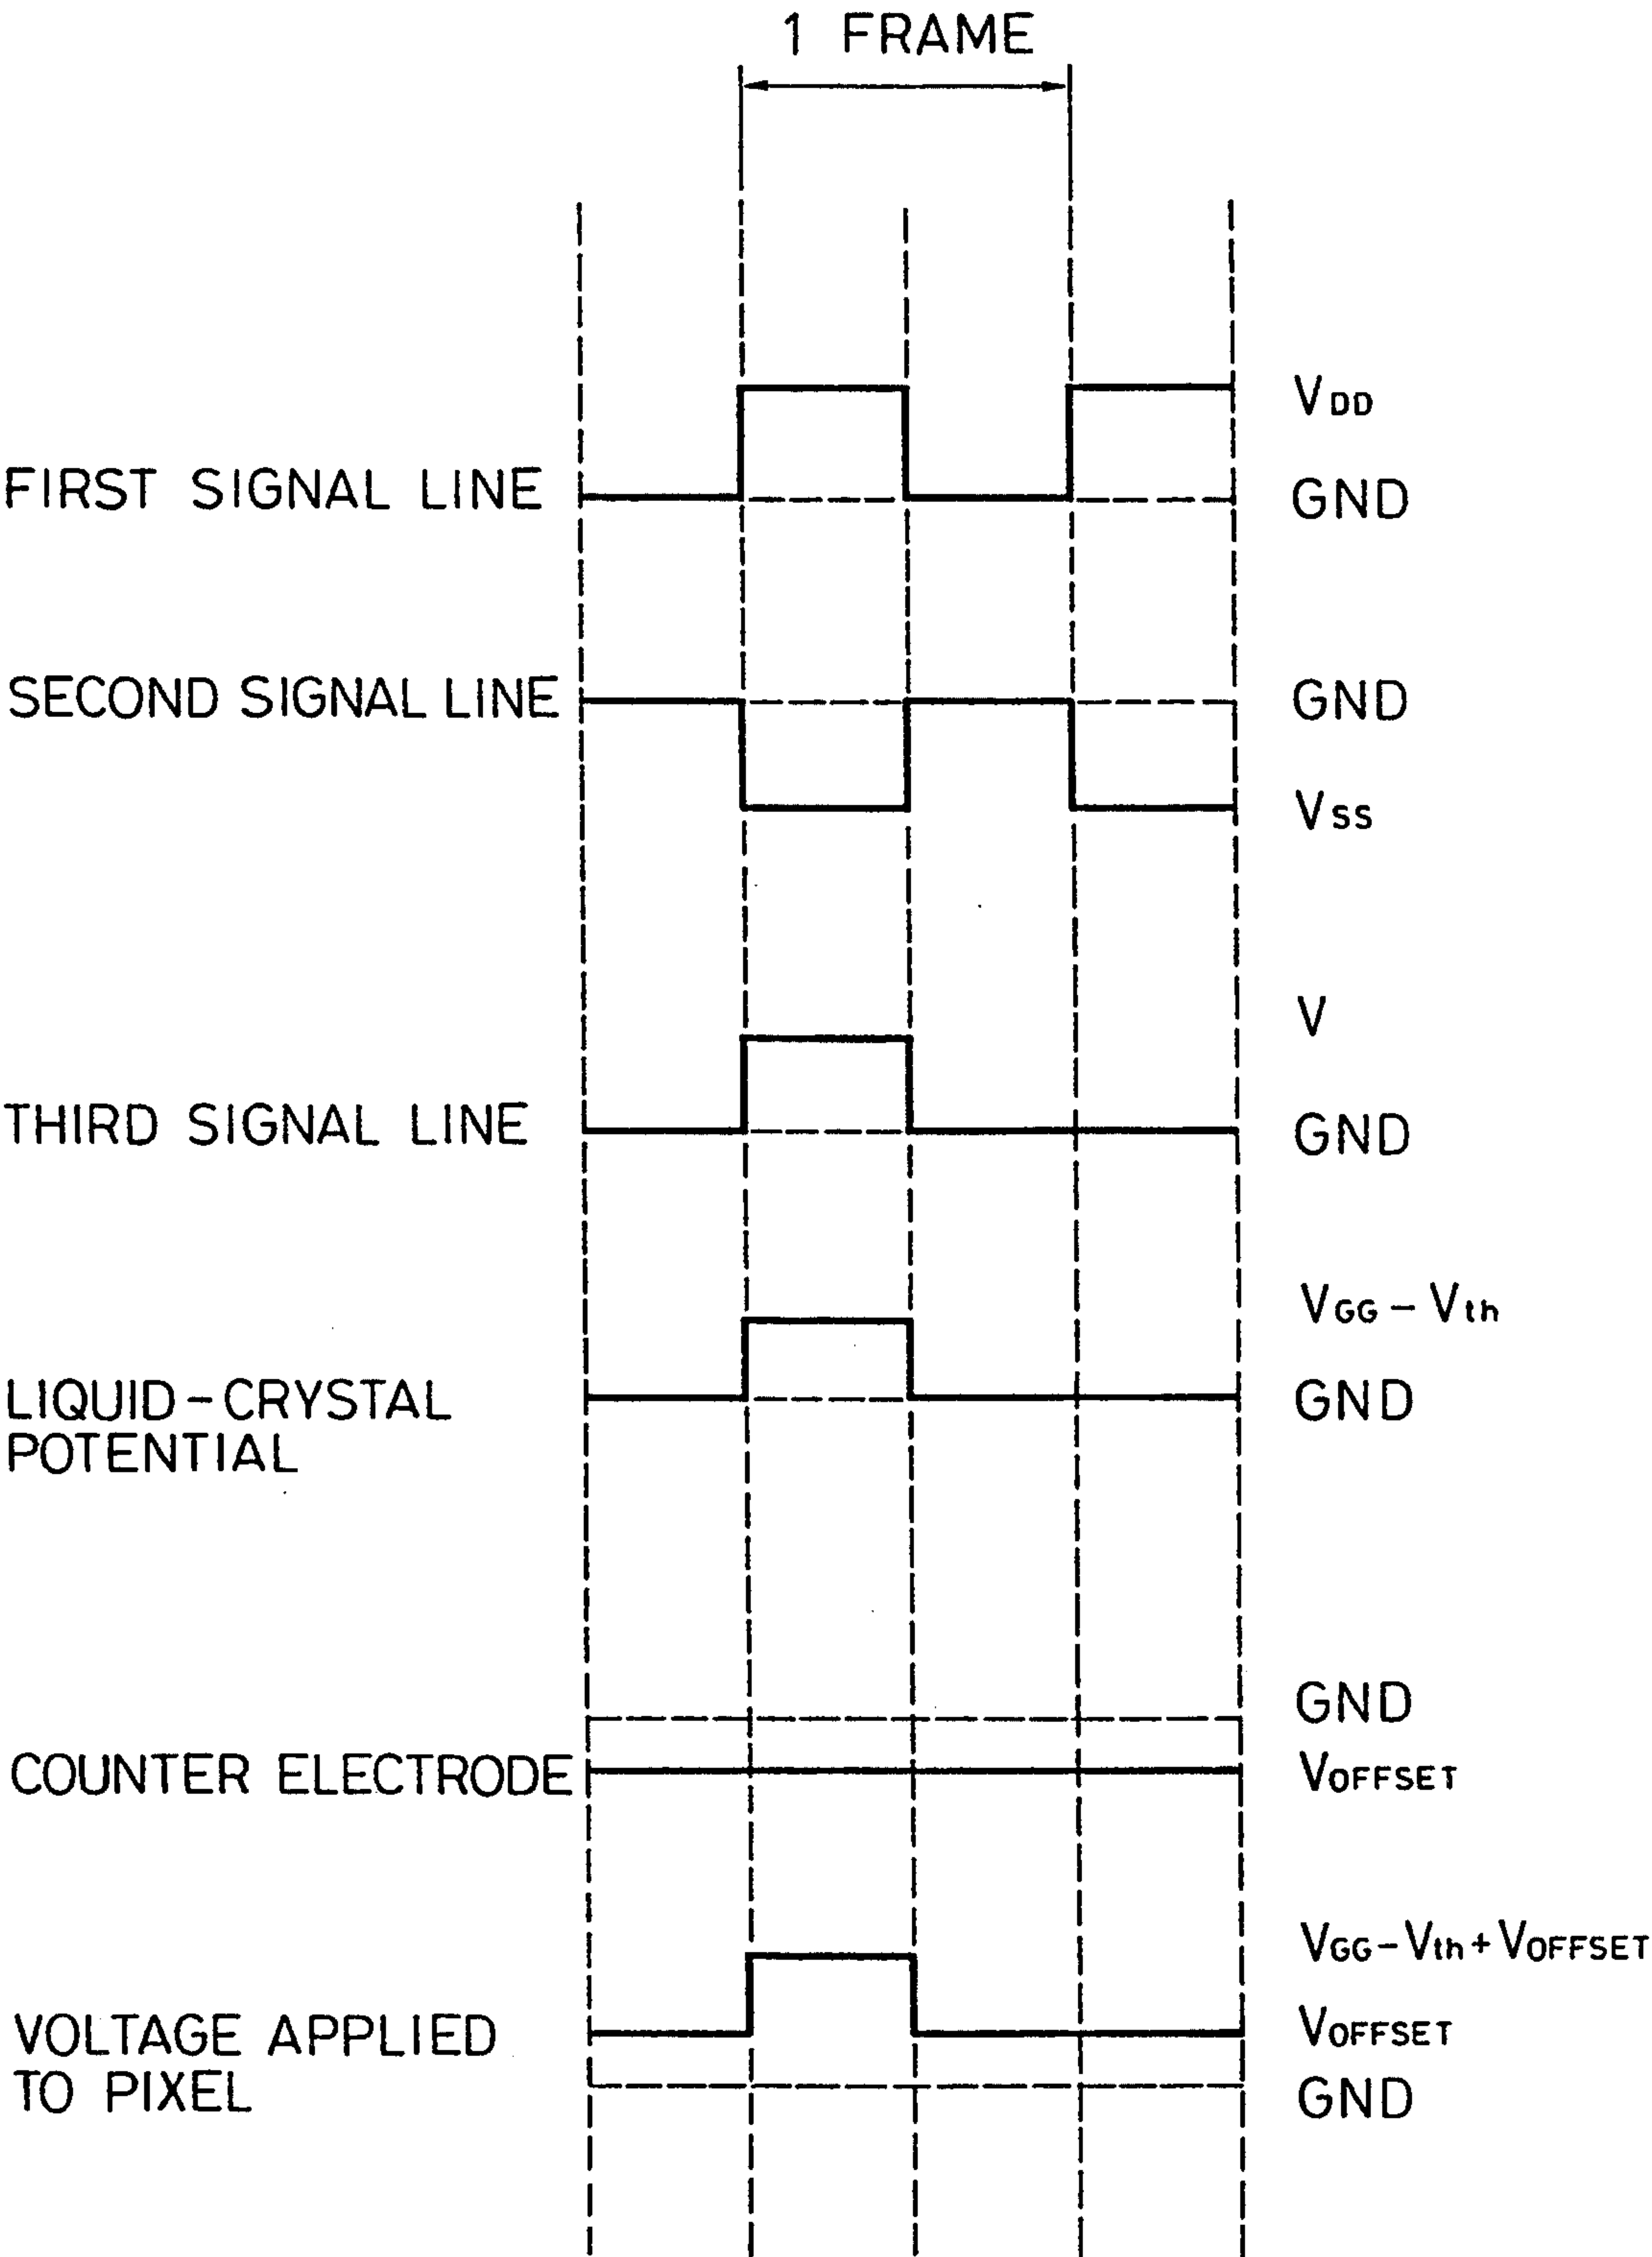 1 FRAME
VDD
FIRST SIGNAL LINE
GND
SECOND SIGNAL LINE
GND
VSS
V
THIRD SIGNAL LINE
GND
VGG - Vth
LIQUID-CRYSTAL
POTENTIAL
GND
GND
COUNTER ELECTRODE
VOFFSET
VGG-Vth+VOFFSET
VOLTAGE APPLIED
TO PIXEL
VOFFSET
GND